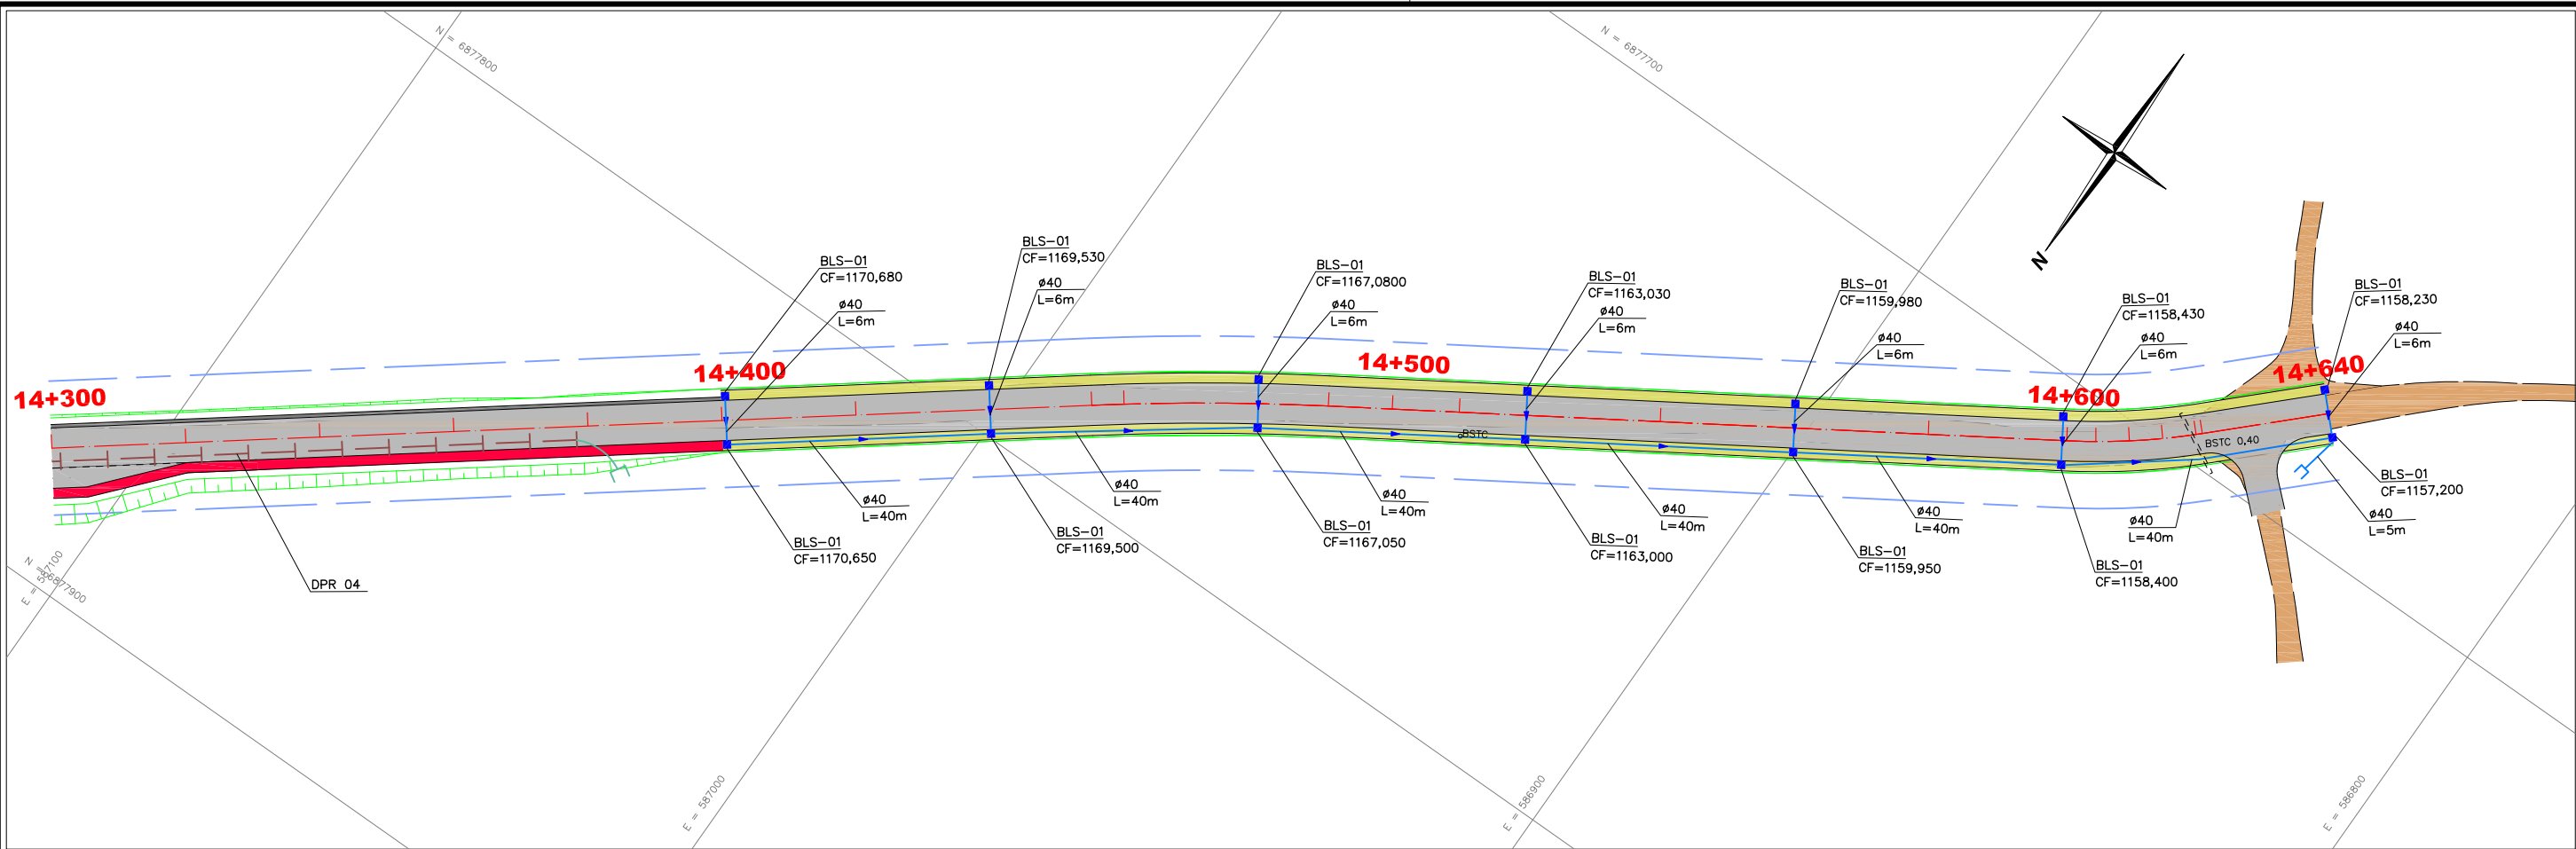 N = 6877800
N = 6877700
N
BLS-01
CF=1170,680
ø40
L=6m
BLS-01
CF=1169,530
ø40
L=6m
BLS-01
CF=1167,0800
ø40
L=6m
BLS-01
CF=1163,030
ø40
L=6m
BLS-01
CF=1159,980
ø40
L=6m
BLS-01
CF=1158,430
ø40
L=6m
BLS-01
CF=1158,230
ø40
L=6m
14+300
14+400
14+500
14+600
14+640
BSTC
BSTC 0,40
DPR 04
BLS-01
CF=1170,650
ø40
L=40m
BLS-01
CF=1169,500
ø40
L=40m
BLS-01
CF=1167,050
ø40
L=40m
BLS-01
CF=1163,000
ø40
L=40m
BLS-01
CF=1159,950
ø40
L=40m
BLS-01
CF=1158,400
ø40
L=40m
BLS-01
CF=1157,200
ø40
L=5m
N = 6877900
E = 587100
E = 587000
E = 586900
E = 586800